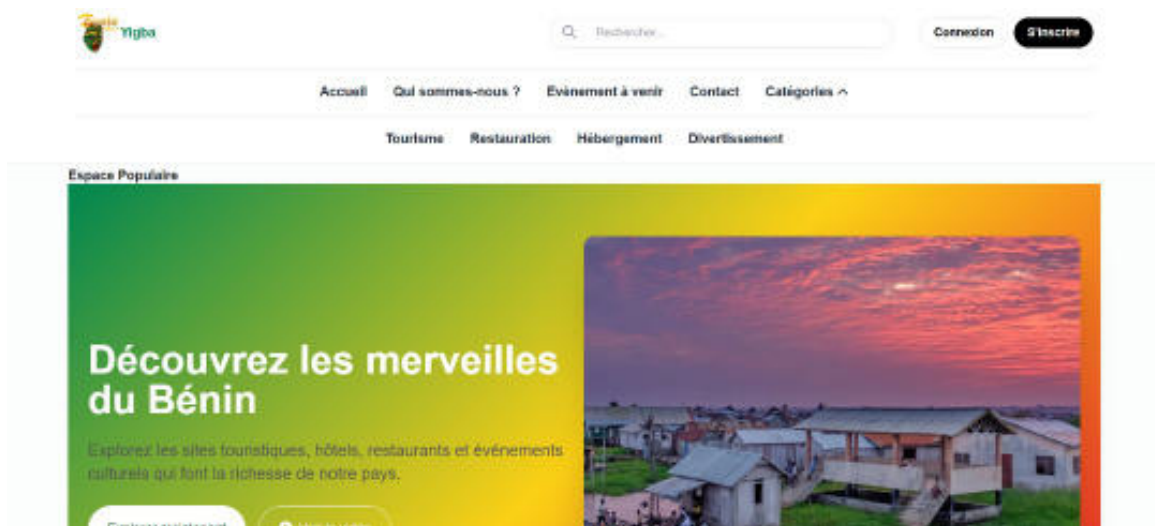 Yigba
Rechercher...
Connexion
S'inscrire
Accueil Qui sommes-nous ? Evènement à venir Contact Catégories
Tourisme Restauration Hébergement Divertissement
Espace Populaire
Découvrez les merveilles
du Bénin
Explorez les sites touristiques, hôtels, restaurants et événements
culturels qui font la richesse de notre pays.
Explorez maintenant